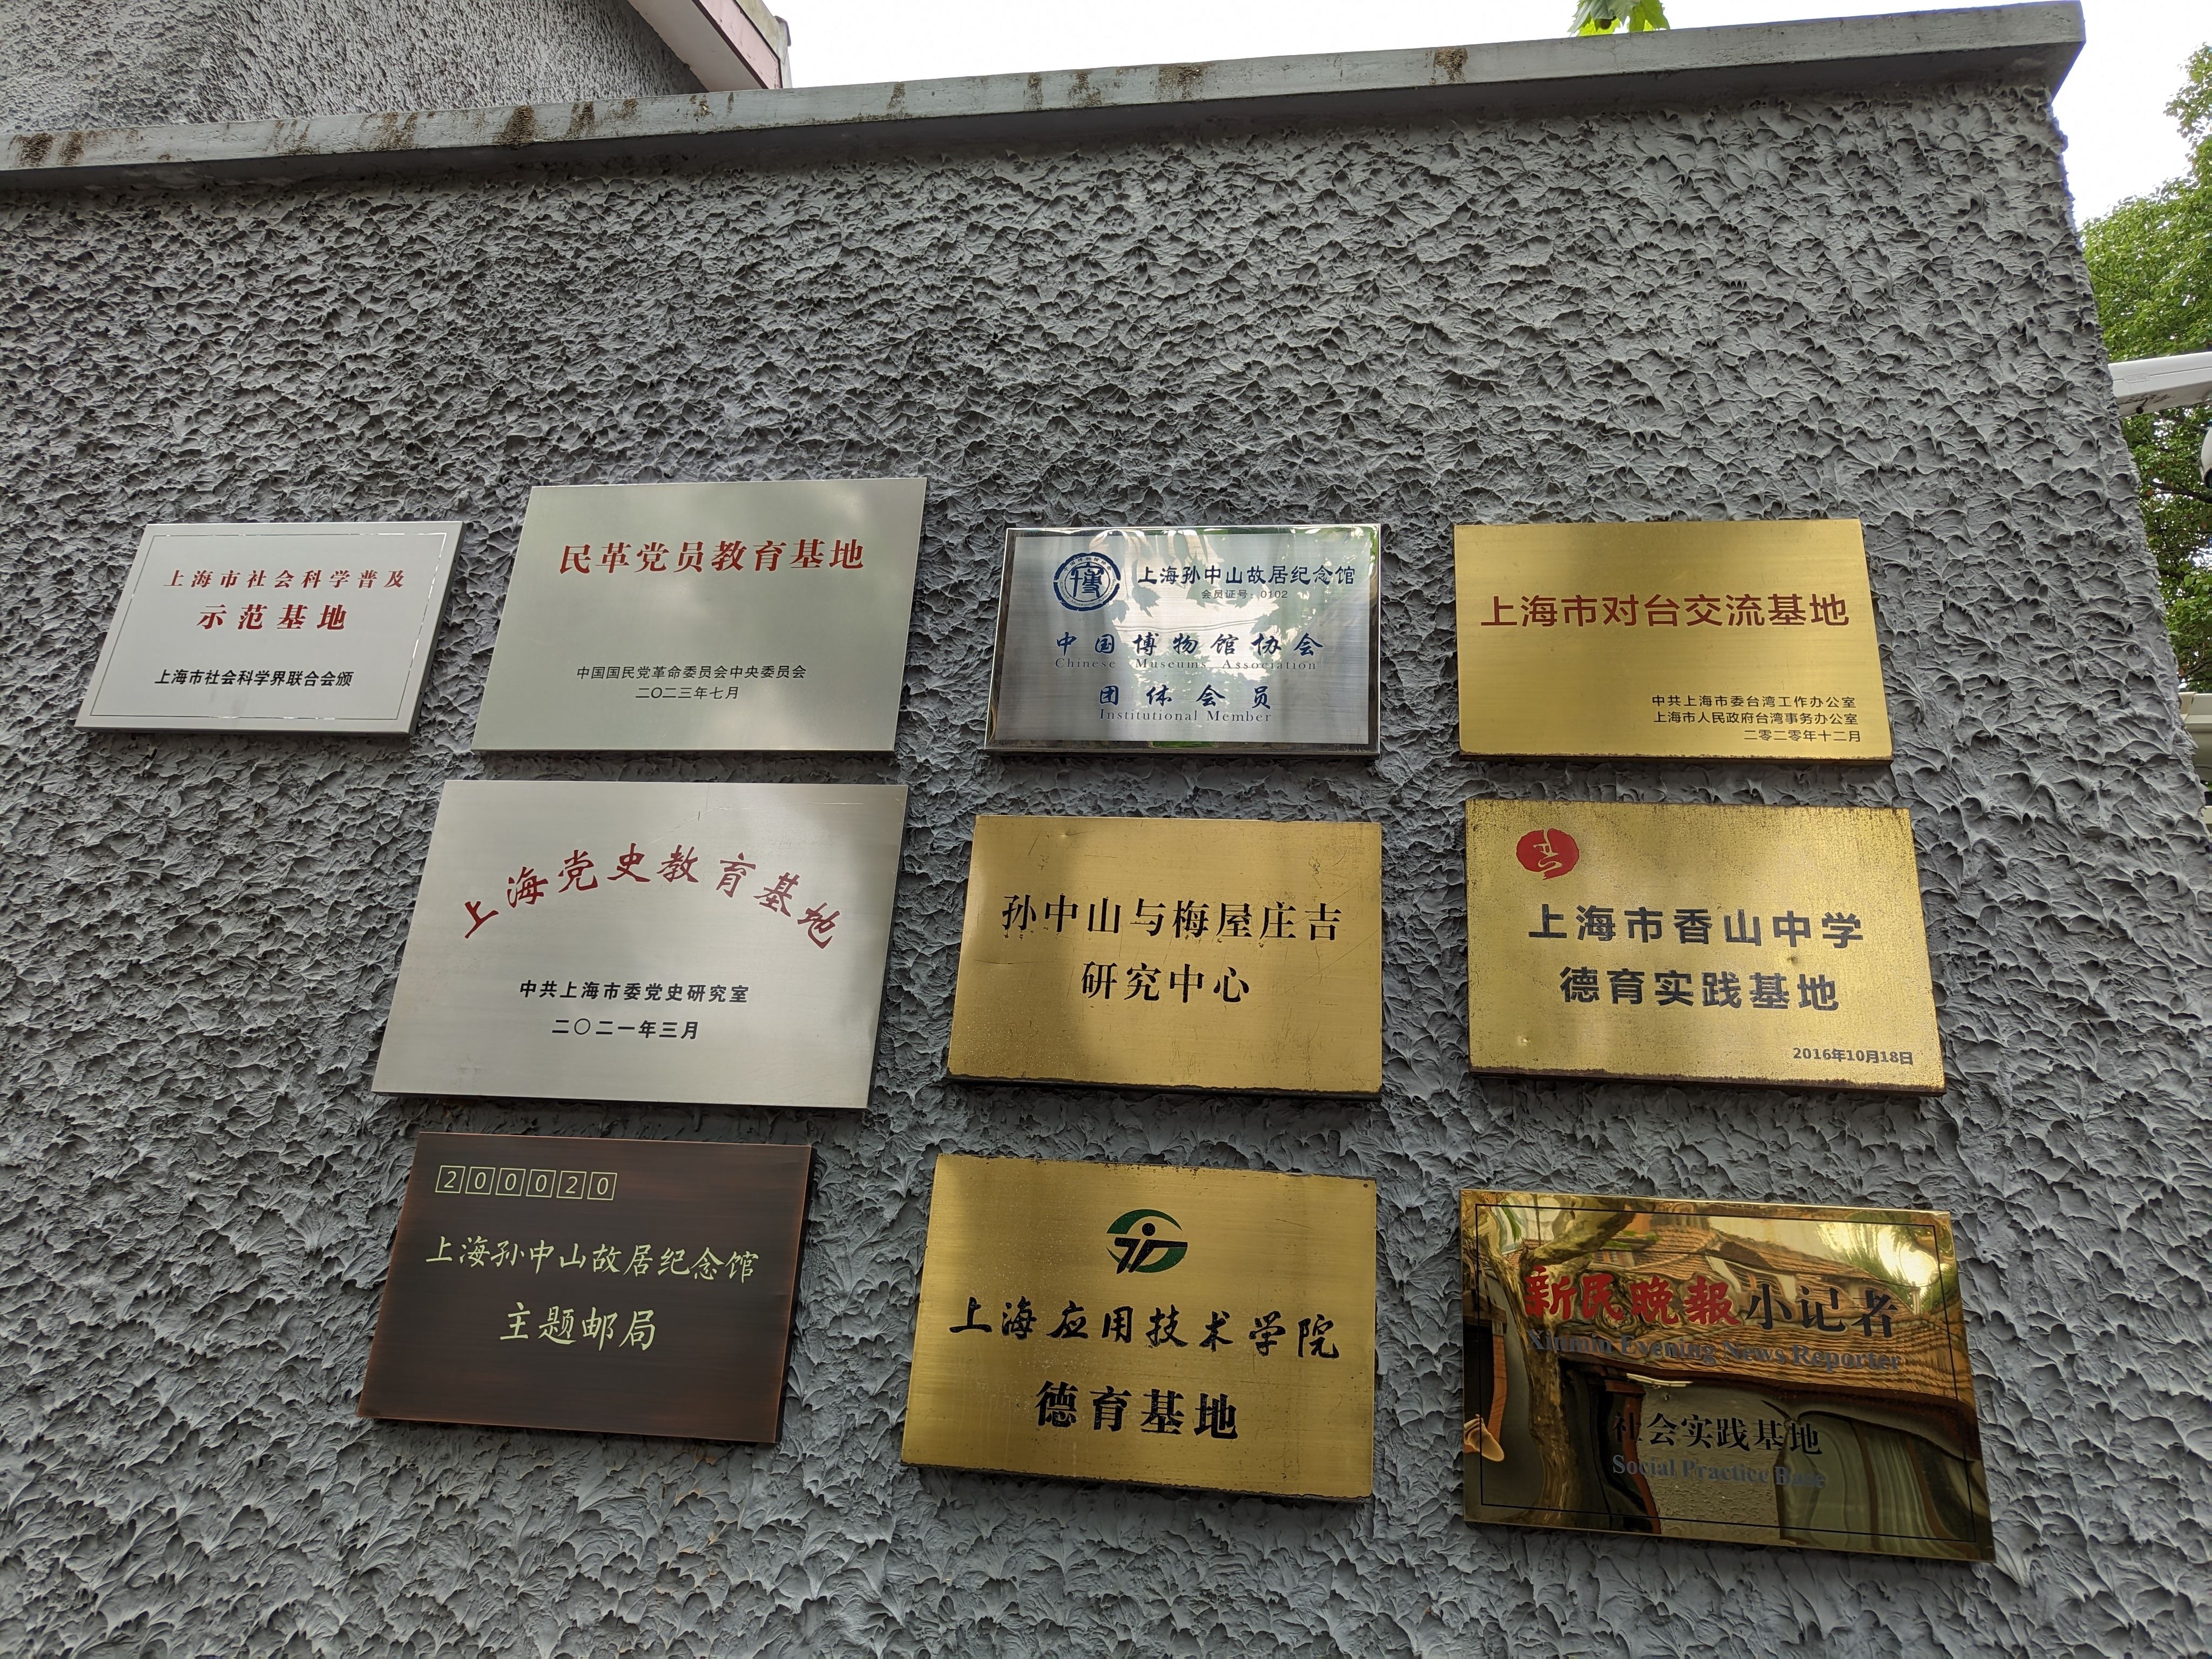 上海市社会科学普及
示范基地
上海市社会科学界联合会颁
民革党员教育基地
中国国民党革命委员会中央委员会
二〇二三年七月
上海孙中山故居纪念馆
会员证号：0102
中国博物馆协会
Chinese Museums Association
团体会员
Institutional Member
上海市对台交流基地
中共上海市委台湾工作办公室
上海市人民政府台湾事务办公室
二零二零年十二月
上海党史教育基地
中共上海市委党史研究室
二〇二一年三月
孙中山与梅屋庄吉
研究中心
上海市香山中学
德育实践基地
2016年10月18日
200020
上海孙中山故居纪念馆
主题邮局
上海应用技术学院
德育基地
新民晚報小记者
Xinmin Evening News Reporter
社会实践基地
Social Practice Base